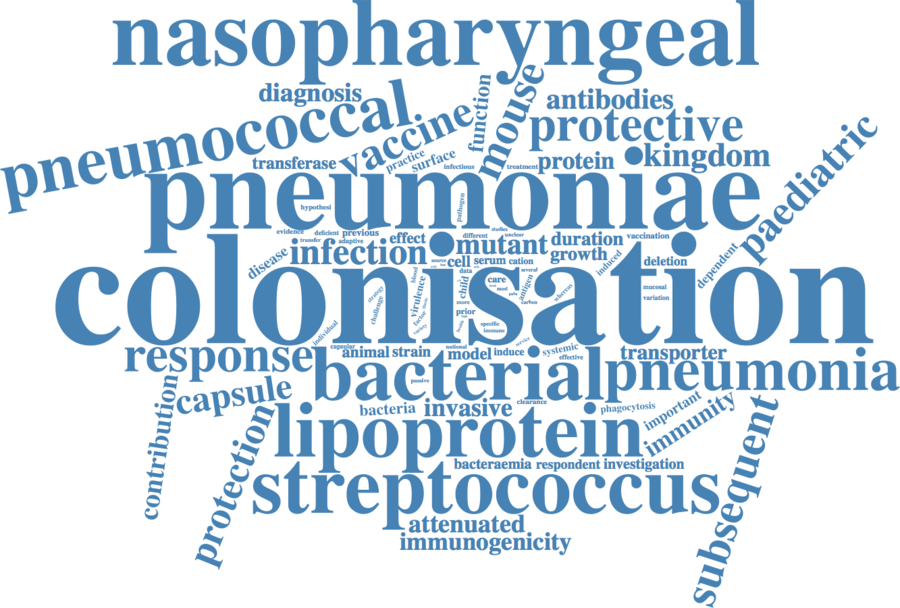 nasopharyngeal
diagnosis
function
mouse
antibodies
pneumococcal
vaccine
protective
paediatric
transferase
practice
surface
infectious
treatment
protein
kingdom
pneumoniae
hypothesi
pathogen
evidence
deficient
previous
transfer
adaptive
effect
different
studies
unclear
mutant
duration
vaccination
infection
disease
growth
colonisation
source
cell
serum
cation
induced
deletion
dependent
data
child
care
several
antigen
whereas
mucosal
variation
blood
virulence
strategy
challenge
factor
most
more
carbon
prior
specific
immune
individual
service
response
capsular
animal
strain
national
model
induce
systemic
effective
transporter
bacterial
pneumonia
passive
capsule
contribution
clearance
bacteria
invasive
phagocytosis
important
immunity
protection
lipoprotein
subsequent
bacteraemia
respondent
investigation
streptococcus
attenuated
immunogenicity